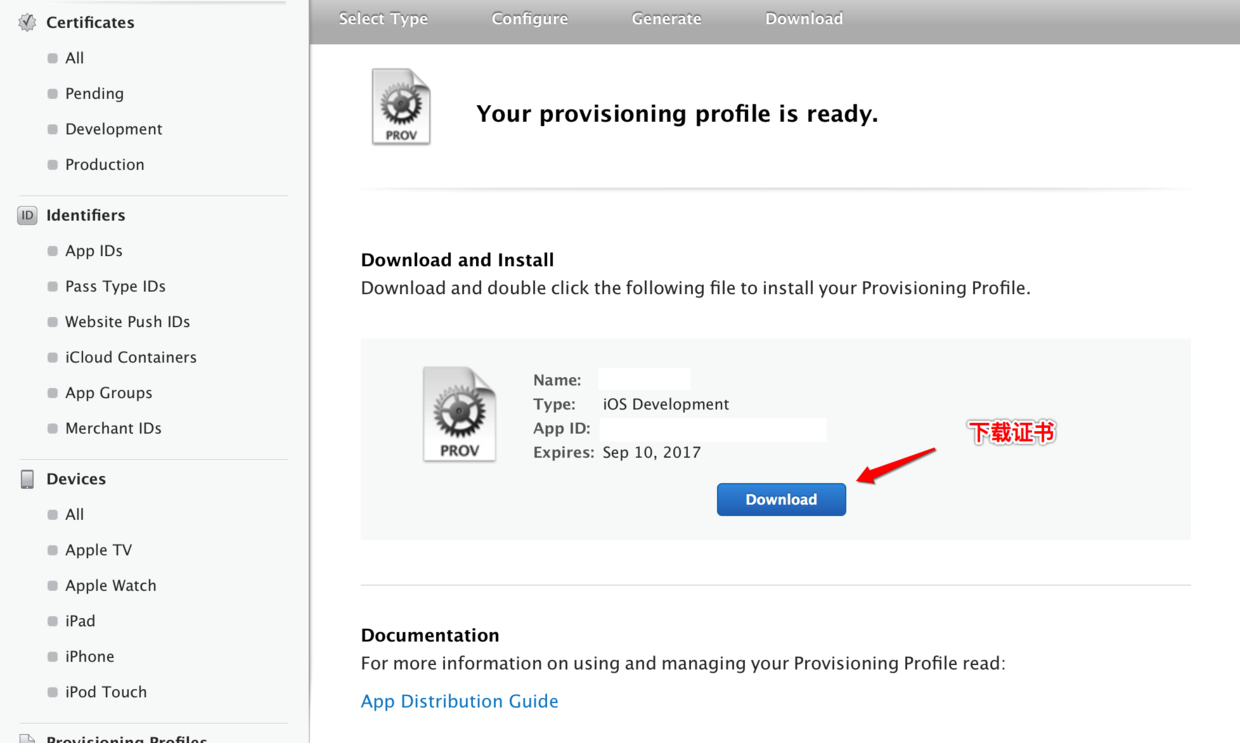 Certificates
All
Pending
Development
Production
ID Identifiers
App IDs
Pass Type IDs
Website Push IDs
iCloud Containers
App Groups
Merchant IDs
Devices
All
Apple TV
Apple Watch
iPad
iPhone
iPod Touch
Provisioning Profiles
Select Type Configure Generate Download
PROV
Your provisioning profile is ready.
Download and Install
Download and double click the following file to install your Provisioning Profile.
PROV
Name:
Type: iOS Development
App ID:
Expires: Sep 10, 2017
下载证书
Download
Documentation
For more information on using and managing your Provisioning Profile read:
App Distribution Guide